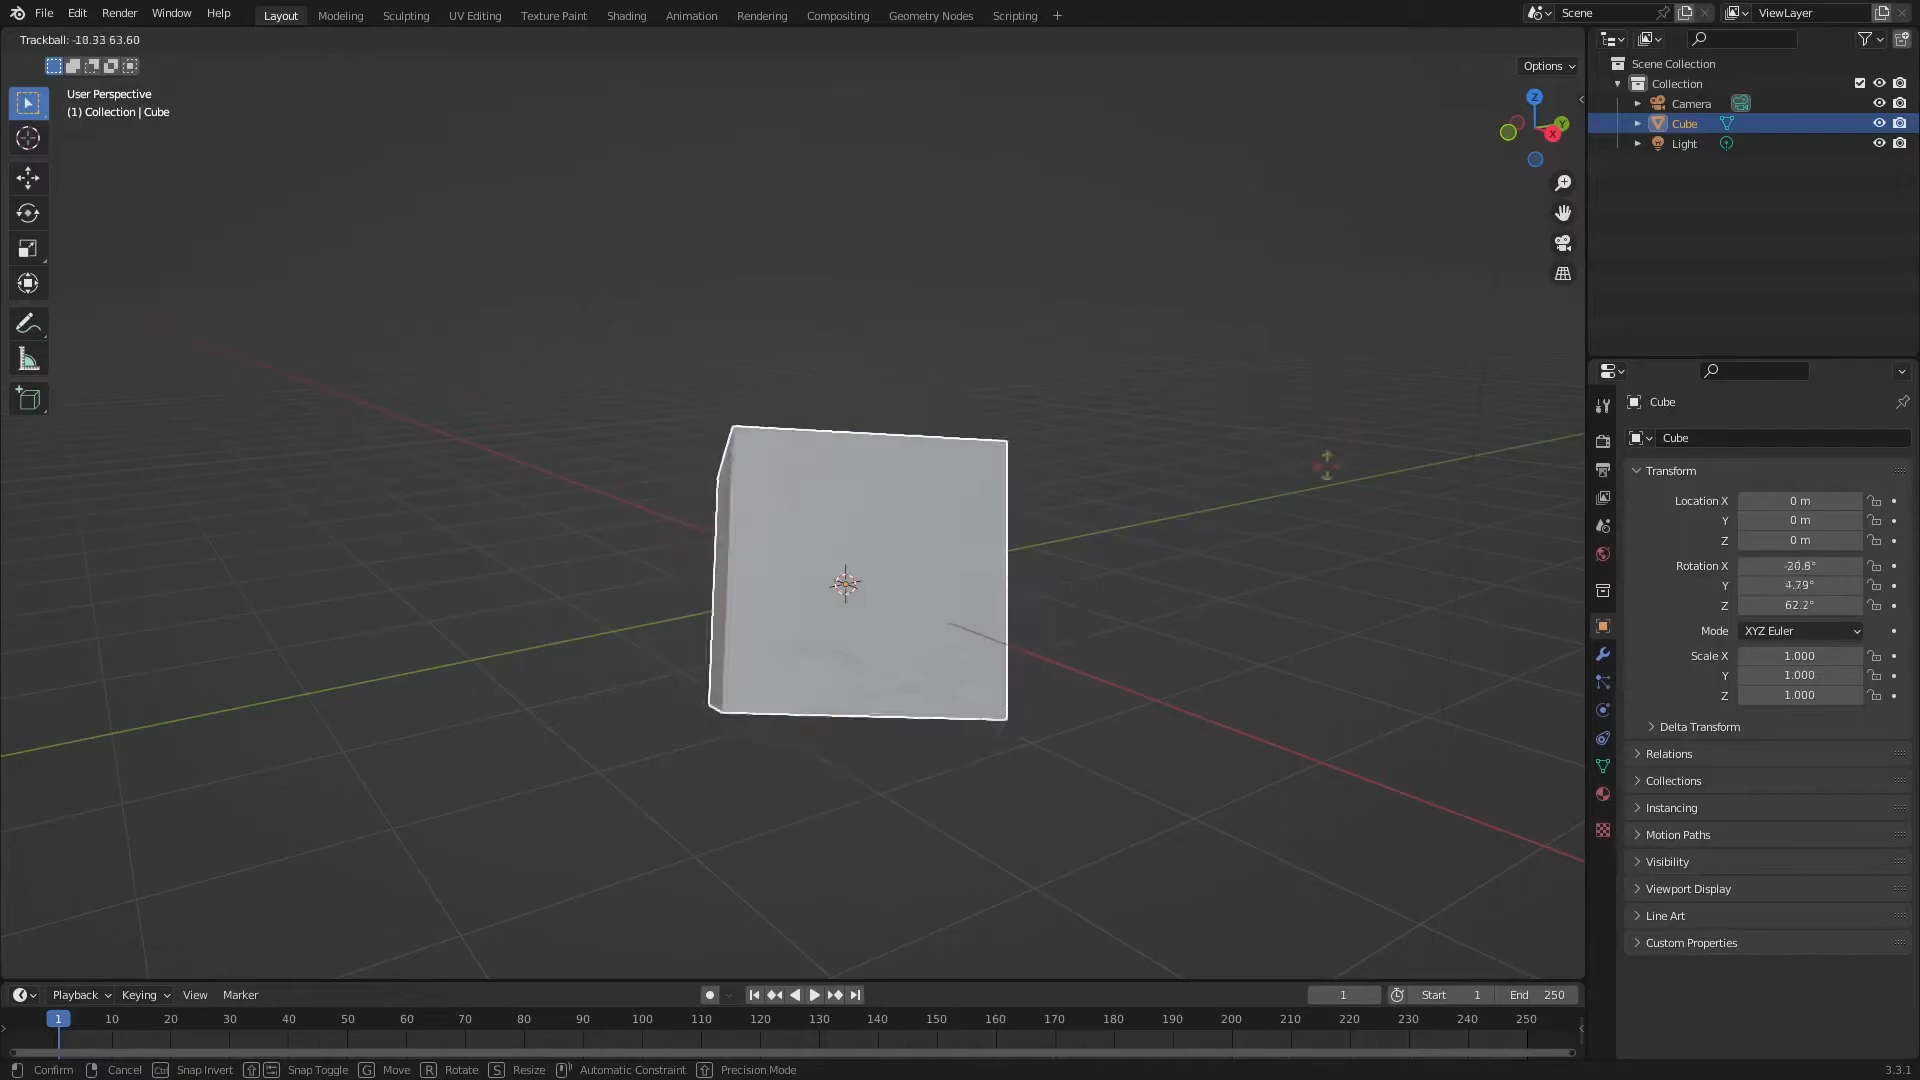 File Edit Render Window Help
Layout Modeling Sculpting UV Editing Texture Paint Shading Animation Rendering Compositing Geometry Nodes Scripting +
Scene
ViewLayer
Trackball: -18.33 63.60
Options
User Perspective
(1) Collection | Cube
Z
Y
X
Scene Collection
Collection
Camera
Cube
Light
Cube
Cube
Transform
Location X 0 m
Y 0 m
Z 0 m
Rotation X -20.6°
Y 4.79°
Z 62.2°
Mode XYZ Euler
Scale X 1.000
Y 1.000
Z 1.000
Delta Transform
Relations
Collections
Instancing
Motion Paths
Visibility
Viewport Display
Line Art
Custom Properties
Playback Keying View Marker
1 Start 1 End 250
1 10 20 30 40 50 60 70 80 90 100 110 120 130 140 150 160 170 180 190 200 210 220 230 240 250
Confirm Cancel Ctrl Snap Invert Snap Toggle G Move R Rotate S Resize Automatic Constraint Precision Mode
3.3.1